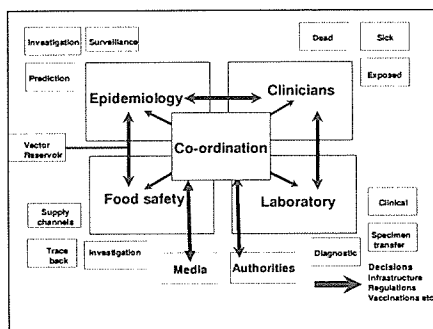 Investigation
Surveillance
Dead
Sick
Prediction
Exposed
Epidemiology
Clinicians
Vector
Reservoir
Co-ordination
Food safety
Laboratory
Supply
channels
Clinical
Trace
back
Investigation
Specimen
transfer
Media
Authorities
Diagnostic
Decisions
Infrastructure
Regulations
Vaccinations etc